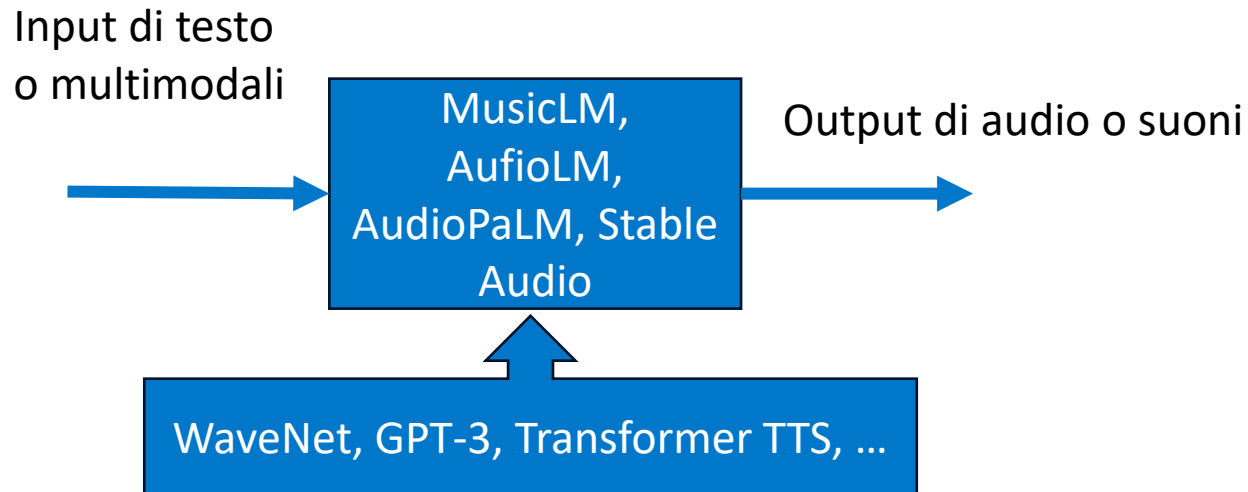 Input di testo
o multimodali
MusicLM,
AufioLM,
AudioPaLM, Stable
Audio
Output di audio o suoni
WaveNet, GPT-3, Transformer TTS, …